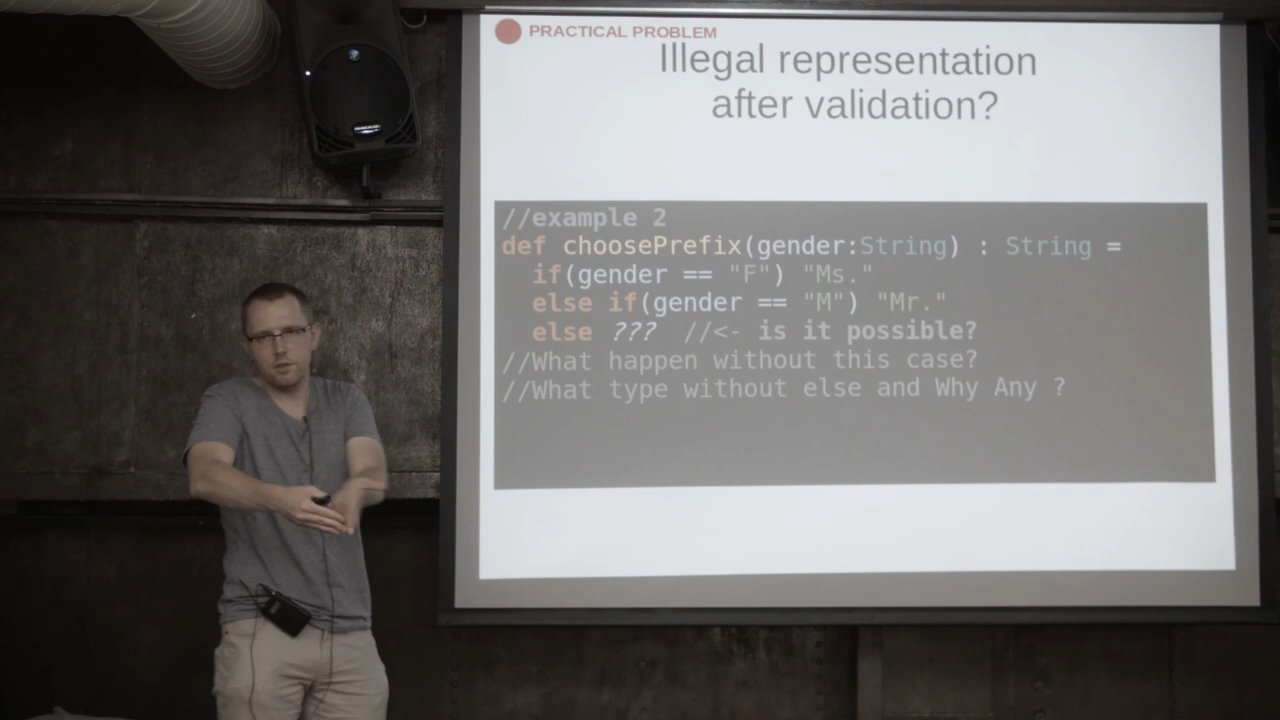 PRACTICAL PROBLEM
Illegal representation
after validation?
//example 2
def choosePrefix(gender:String) : String =
if(gender == "F") "Ms."
else if(gender == "M") "Mr."
else ??? //<- is it possible?
//What happen without this case?
//What type without else and Why Any ?